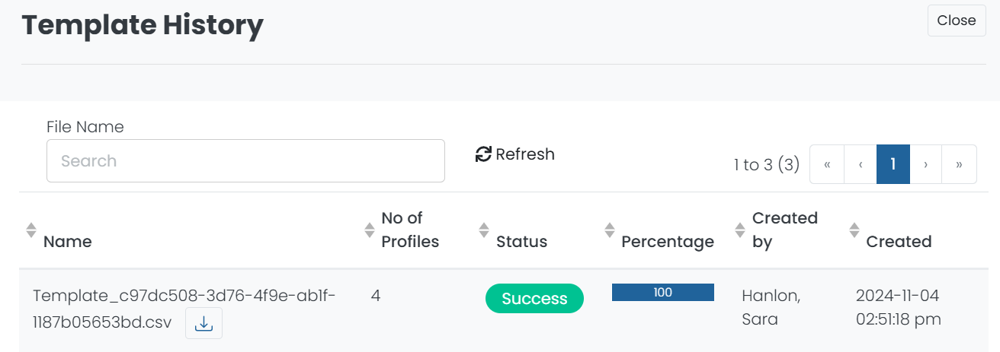 Template History
Close
File Name
Search
Refresh
1 to 3 (3)
« ‹ 1 › »
Name
No of
Profiles
Status
Percentage
Created
by
Created
Template_c97dc508-3d76-4f9e-ab1f-
1187b05653bd.csv
4
Success
100
Hanlon,
Sara
2024-11-04
02:51:18 pm